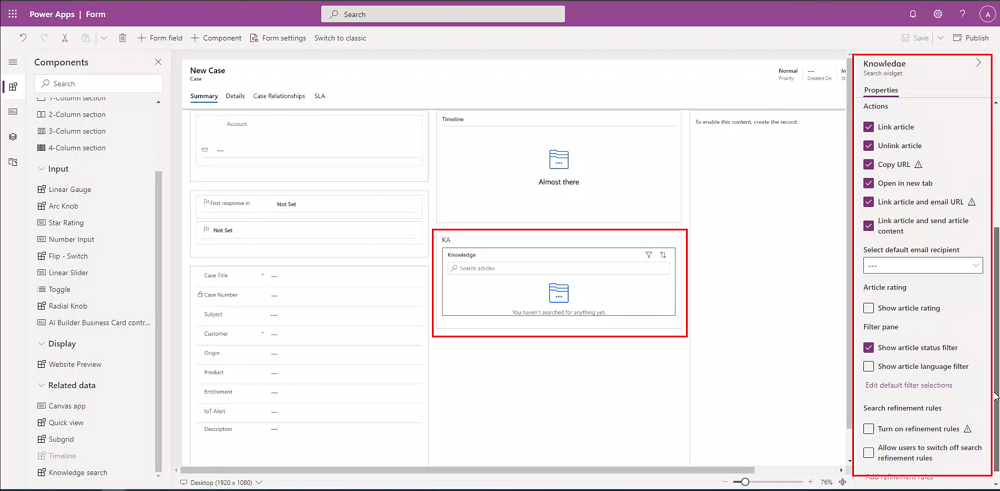 Power Apps | Form
Search
A
Form field
Component
Form settings
Switch to classic
Save
Publish
Components
Search
1-Column section
2-Column section
3-Column section
4-Column section
Input
Linear Gauge
Arc Knob
Star Rating
Number Input
Flip - Switch
Linear Slider
Toggle
Radial Knob
AI Builder Business Card contr...
Display
Website Preview
Related data
Canvas app
Quick view
Subgrid
Timeline
Knowledge search
New Case
Case
Normal
Priority
---
Created On
In
St
Summary
Details
Case Relationships
SLA
Account
---
First response in
Not Set
Not Set
Case Title * ---
Case Number ---
Subject ---
Customer * ---
Origin ---
Product ---
Entitlement ---
IoT Alert ---
Description ---
Timeline
Almost there
KA
Knowledge
Search articles
You haven't searched for anything yet.
To enable this content, create the record.
Desktop (1920 x 1080)
- + 76%
Knowledge
Search widget
Properties
Actions
Link article
Unlink article
Copy URL
Open in new tab
Link article and email URL
Link article and send article
content
Select default email recipient
---
Article rating
Show article rating
Filter pane
Show article status filter
Show article language filter
Edit default filter selections
Search refinement rules
Turn on refinement rules
Allow users to switch off search
refinement rules
Add refinement rules